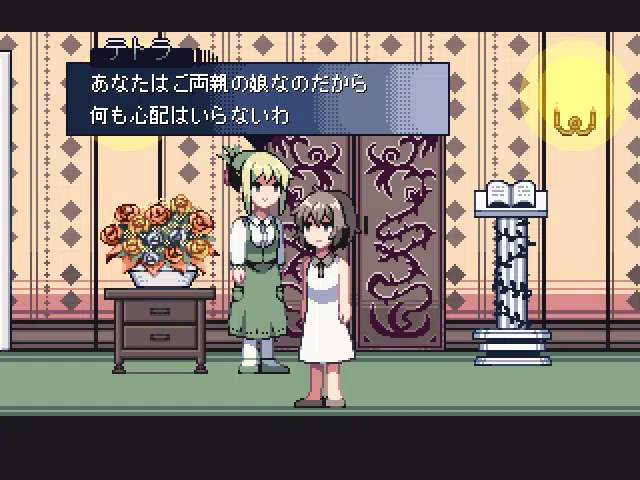 テトラ
あなたはご両親の娘なのだから
何も心配はいらないわ